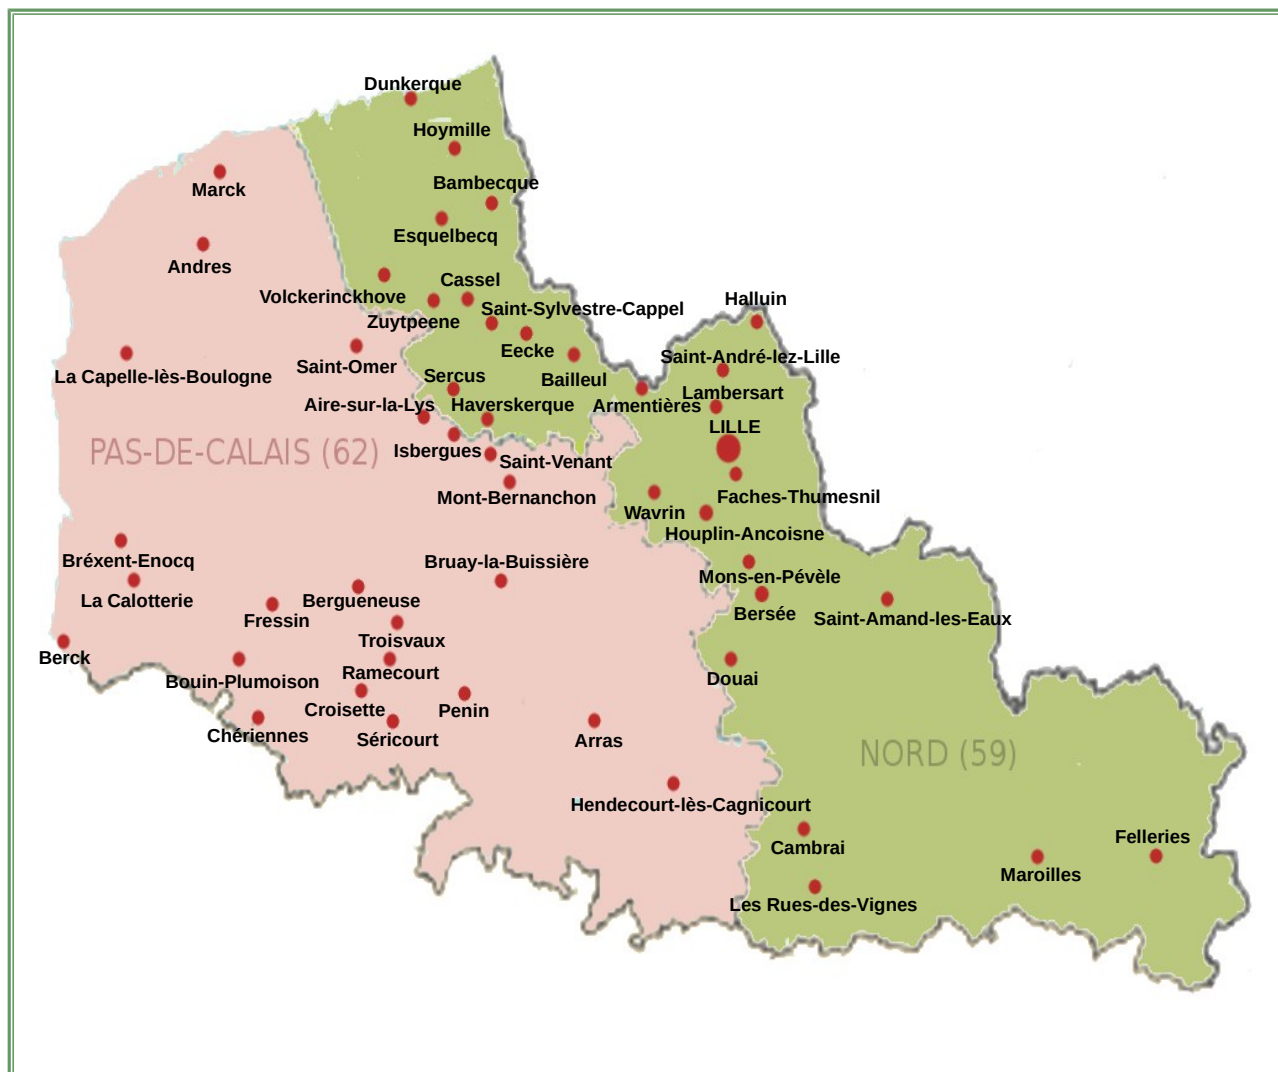 Dunkerque
Hoymille
Marck
Bambecque
Esquelbecq
Andres
Cassel
Volckerinckhove
Halluin
Saint-Sylvestre-Cappel
Zuytpeene
Eecke
Saint-André-lez-Lille
Saint-Omer
La Capelle-lès-Boulogne
Sercus
Bailleul
Lambersart
Aire-sur-la-Lys
Haverskerque
Armentières
LILLE
PAS-DE-CALAIS (62)
Isbergues
Saint-Venant
Mont-Bernanchon
Faches-Thumesnil
Wavrin
Houplin-Ancoisne
Bréxent-Enocq
Bruay-la-Buissière
Mons-en-Pévèle
La Calotterie
Bergueneuse
Fressin
Bersée
Saint-Amand-les-Eaux
Troisvaux
Berck
Ramecourt
Douai
Bouin-Plumoison
Croisette
Penin
Chériennes
Séricourt
Arras
NORD (59)
Hendecourt-lès-Cagnicourt
Felleries
Cambrai
Maroilles
Les Rues-des-Vignes